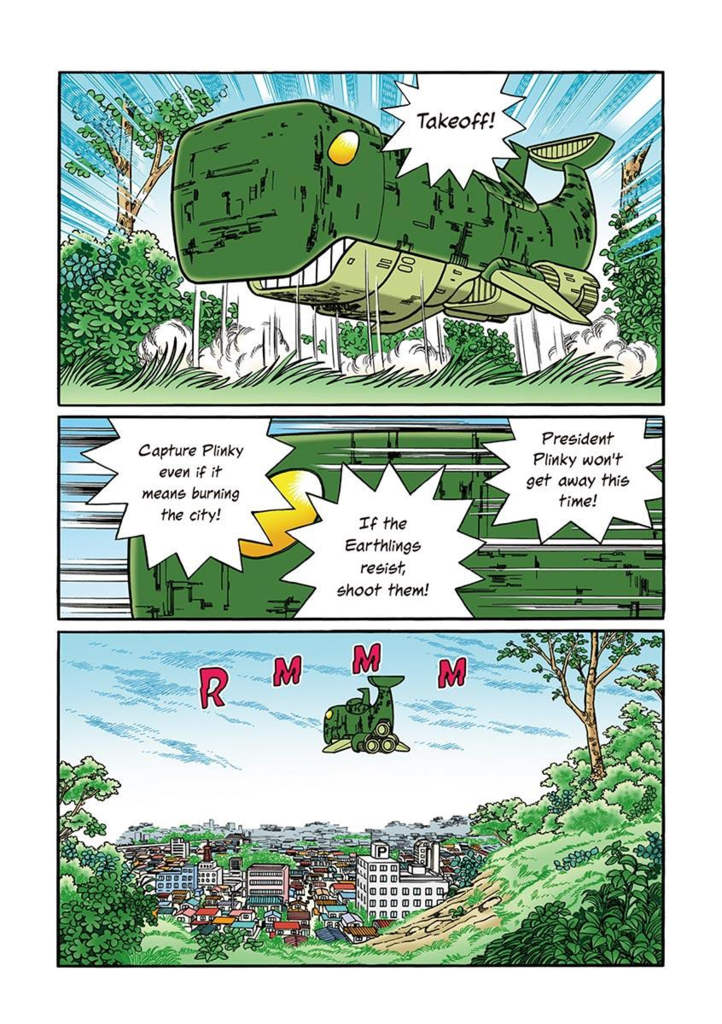 Takeoff!
Capture Plinky
even if it
means burning
the city!
If the
Earthlings
resist,
shoot them!
President
Plinky won't
get away this
time!
RMMM
P